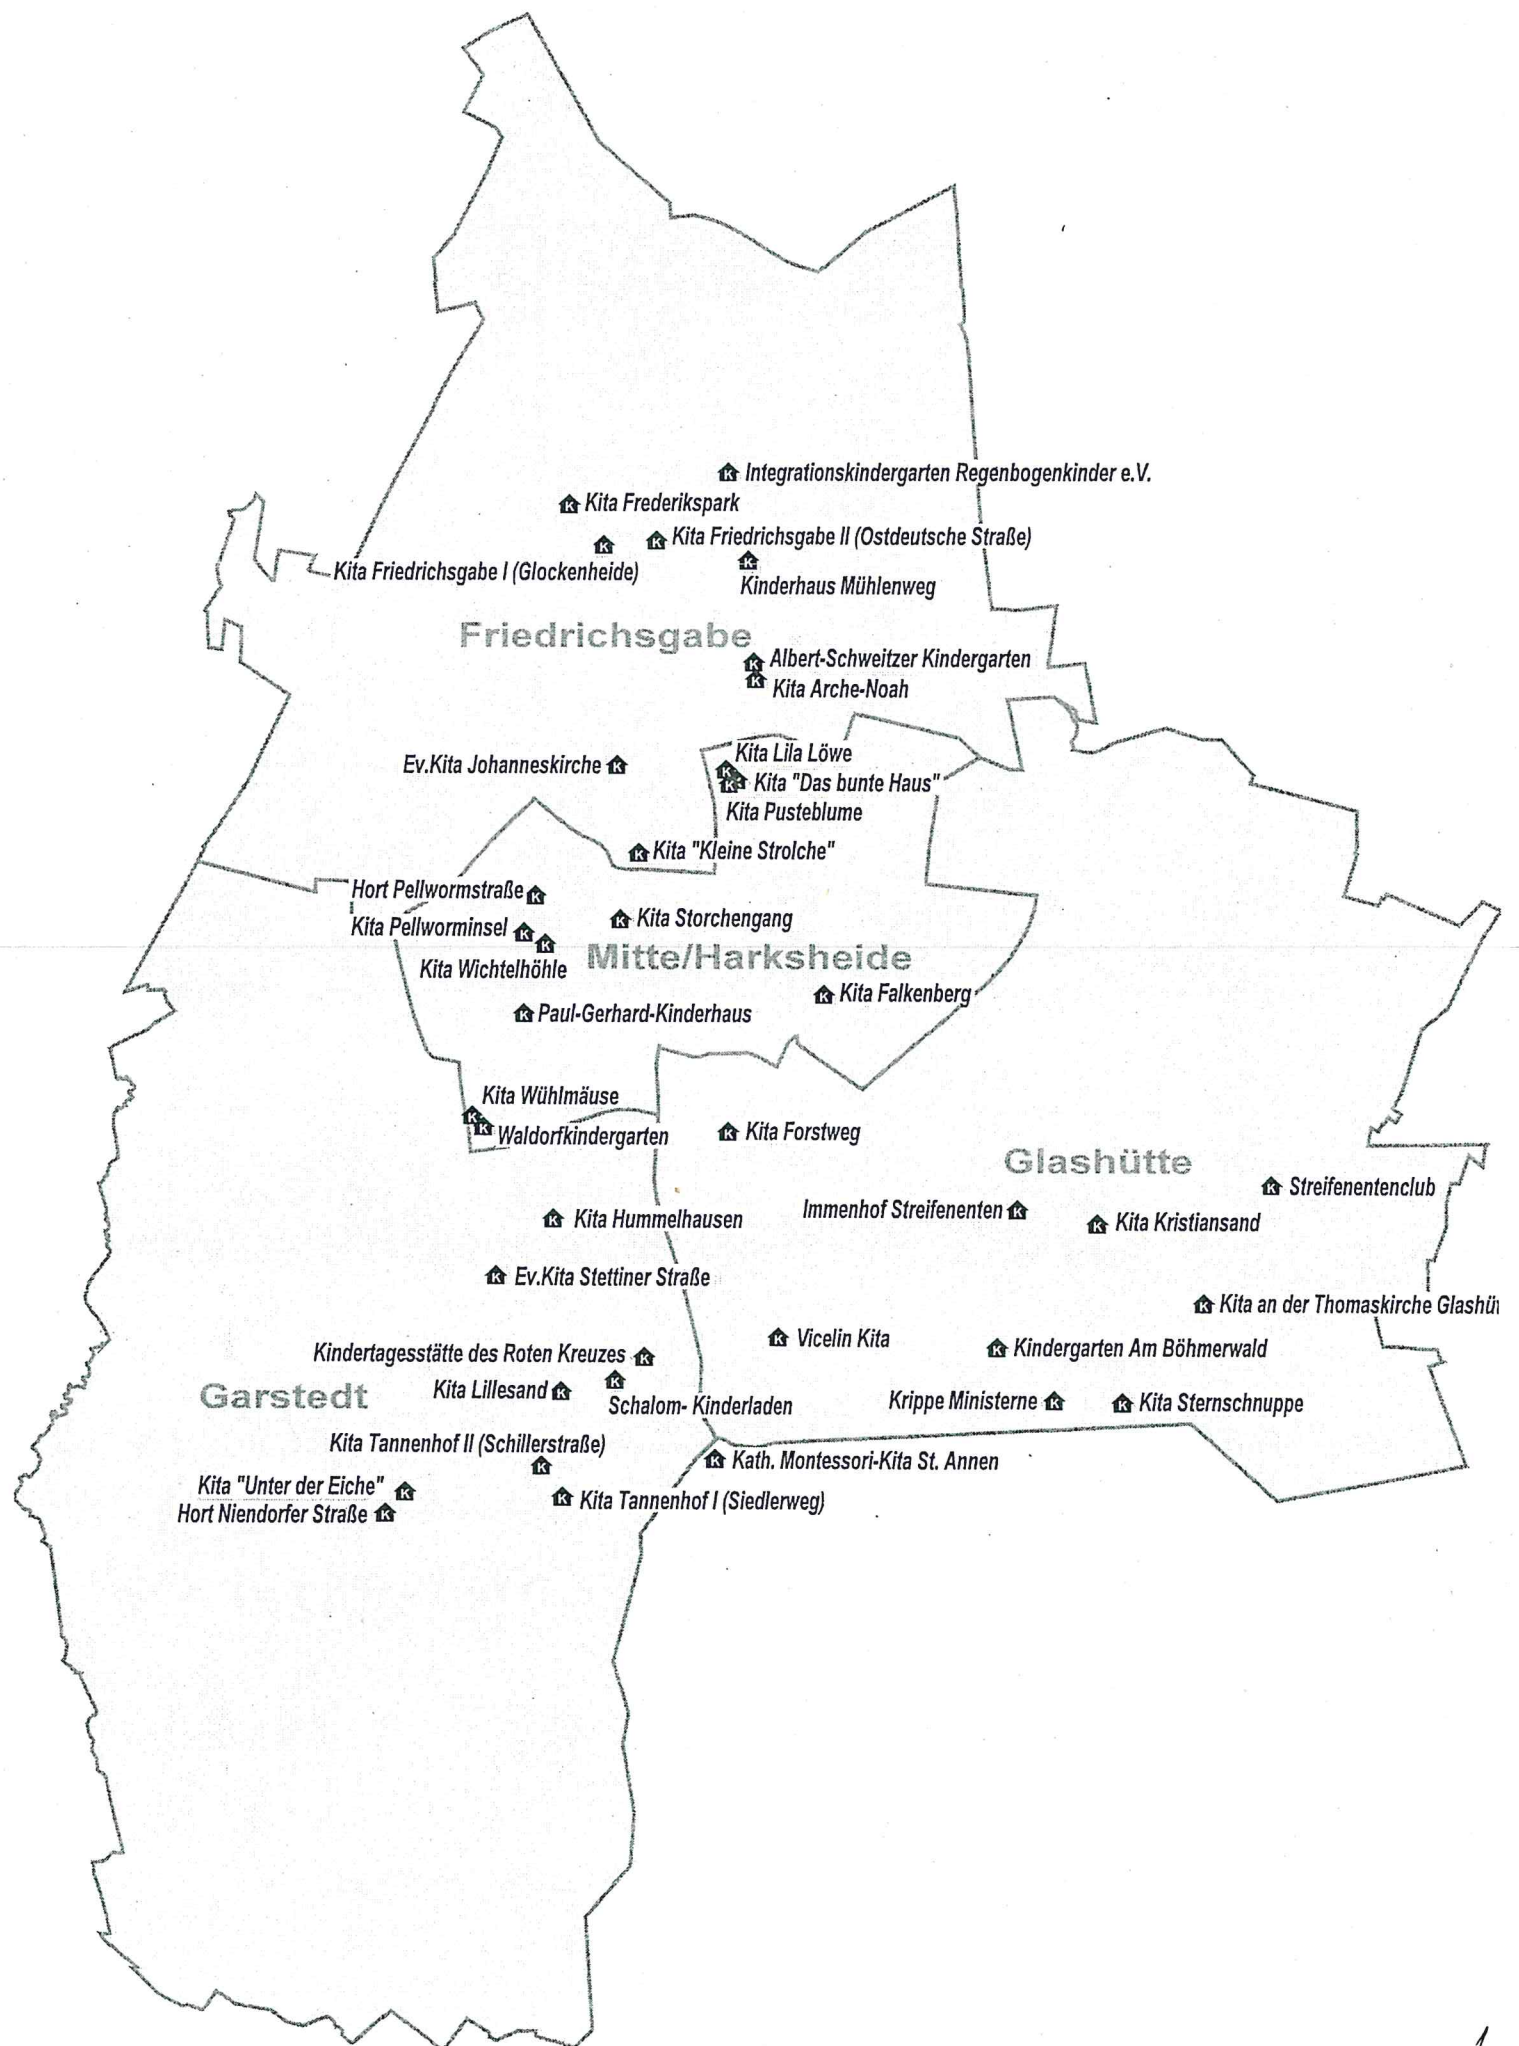 Integrationskindergarten Regenbogenkinder e.V.
Kita Frederikspark
Kita Friedrichsgabe II (Ostdeutsche Straße)
Kita Friedrichsgabe I (Glockenheide)
Kinderhaus Mühlenweg
Friedrichsgabe
Albert-Schweitzer Kindergarten
Kita Arche-Noah
Kita Lila Löwe
Ev.Kita Johanneskirche
Kita "Das bunte Haus"
Kita Pusteblume
Kita "Kleine Strolche"
Hort Pellwormstraße
Kita Storchengang
Kita Pellworminsel
Mitte/Harksheide
Kita Wichtelhöhle
Kita Falkenberg
Paul-Gerhard-Kinderhaus
Kita Wühlmäuse
Waldorfkindergarten
Kita Forstweg
Glashütte
Streifenentenclub
Immenhof Streifenenten
Kita Hummelhausen
Kita Kristiansand
Ev.Kita Stettiner Straße
Kita an der Thomaskirche Glashü
Vicelin Kita
Kindergarten Am Böhmerwald
Kindertagesstätte des Roten Kreuzes
Garstedt
Kita Lillesand
Schalom- Kinderladen
Krippe Ministerne
Kita Sternschnuppe
Kita Tannenhof II (Schillerstraße)
Kath. Montessori-Kita St. Annen
Kita "Unter der Eiche"
Kita Tannenhof I (Siedlerweg)
Hort Niendorfer Straße